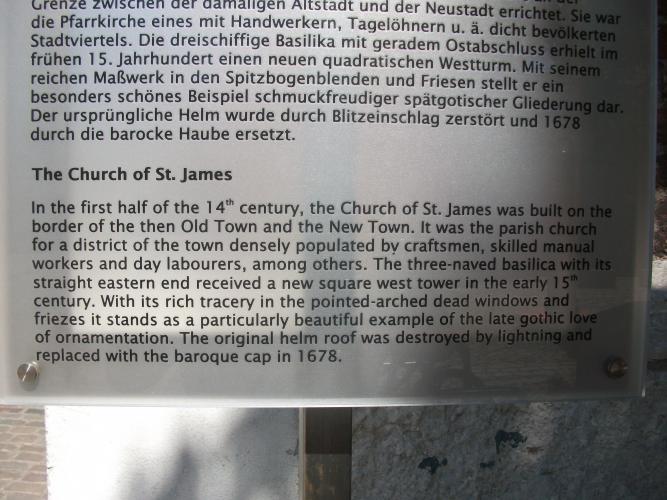 Grenze zwischen der damaligen Altstadt und der Neustadt errichtet. Sie war
die Pfarrkirche eines mit Handwerkern, Tagelöhnern u. ä. dicht bevölkerten
Stadtviertels. Die dreischiffige Basilika mit geradem Ostabschluss erhielt im
frühen 15. Jahrhundert einen neuen quadratischen Westturm. Mit seinem
reichen Maßwerk in den Spitzbogenblenden und Friesen stellt er ein
besonders schönes Beispiel schmuckfreudiger spätgotischer Gliederung dar.
Der ursprüngliche Helm wurde durch Blitzeinschlag zerstört und 1678
durch die barocke Haube ersetzt.
The Church of St. James
In the first half of the 14th century, the Church of St. James was built on the
border of the then Old Town and the New Town. It was the parish church
for a district of the town densely populated by craftsmen, skilled manual
workers and day labourers, among others. The three-naved basilica with its
straight eastern end received a new square west tower in the early 15th
century. With its rich tracery in the pointed-arched dead windows and
friezes it stands as a particularly beautiful example of the late gothic love
of ornamentation. The original helm roof was destroyed by lightning and
replaced with the baroque cap in 1678.